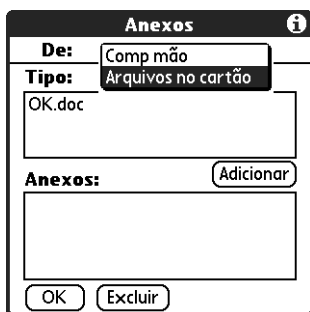 Anexos
De:
Comp mão
Arquivos no cartão
Tipo:
OK.doc
Anexos:
Adicionar
OK
Excluir